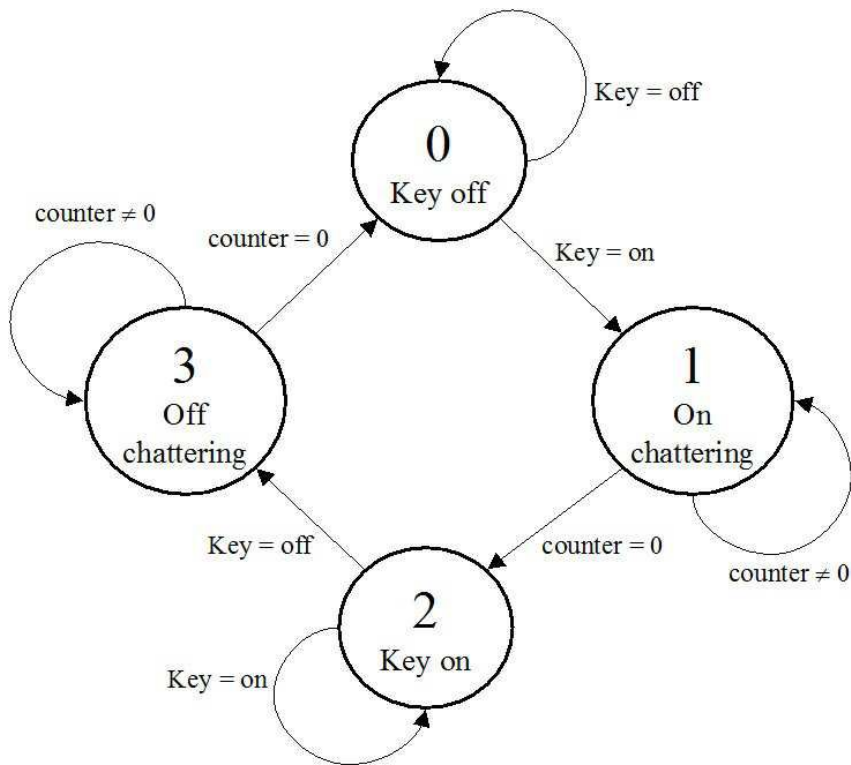 Key = off
0
Key off
counter ≠ 0
counter = 0
Key = on
3
Off
chattering
1
On
chattering
Key = off
counter = 0
counter ≠ 0
2
Key on
Key = on